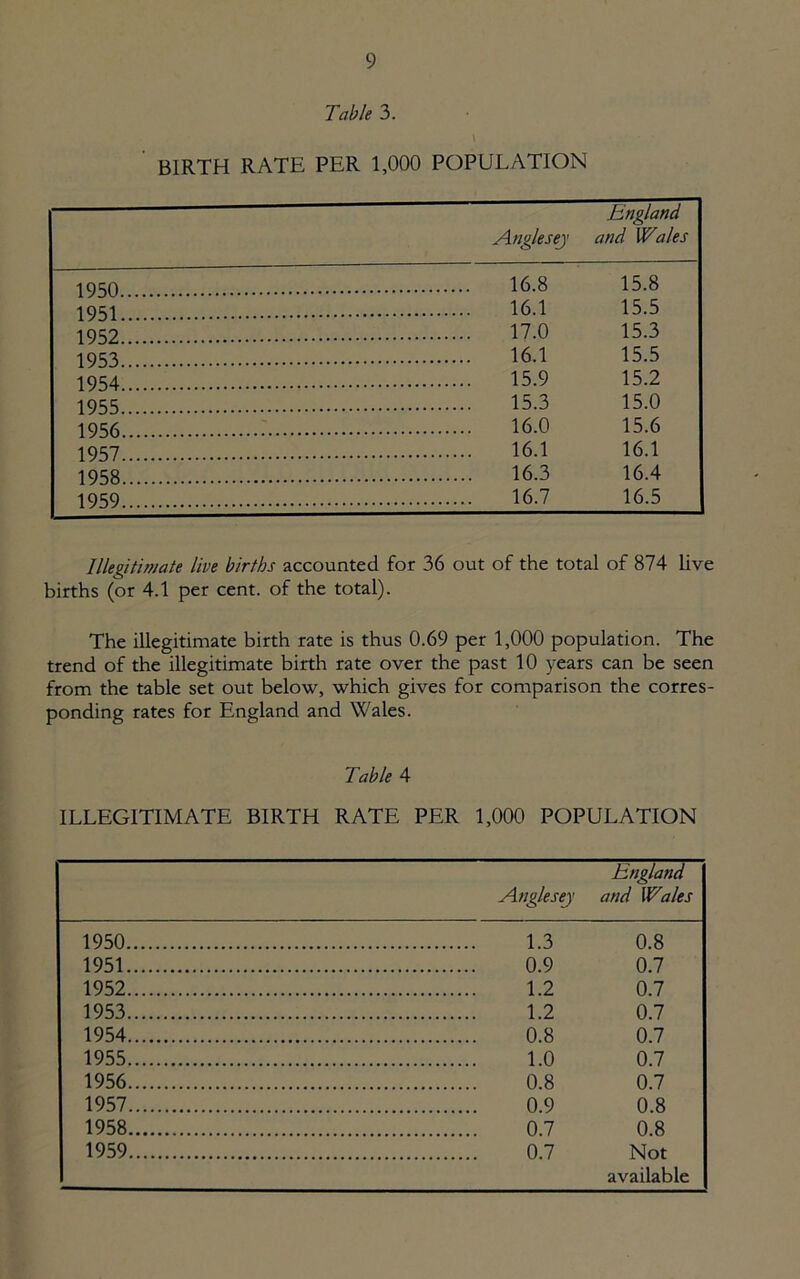 9
Table 3.
BIRTH RATE PER 1,000 POPULATION
Anglesey England and Wales
1950 16.8 15.8
1951 16.1 15.5
1952 17.0 15.3
1953 16.1 15.5
1954 15.9 15.2
1955 15.3 15.0
1956 16.0 15.6
1957 16.1 16.1
1958 16.3 16.4
1959 16.7 16.5
Illegitimate live births accounted for 36 out of the total of 874 live
births (or 4.1 per cent. of the total).
The illegitimate birth rate is thus 0.69 per 1,000 population. The
trend of the illegitimate birth rate over the past 10 years can be seen
from the table set out below, which gives for comparison the corres-
ponding rates for England and Wales.
Table 4
ILLEGITIMATE BIRTH RATE PER 1,000 POPULATION
Anglesey England and Wales
1950 1.3 0.8
1951 0.9 0.7
1952 1.2 0.7
1953 1.2 0.7
1954 0.8 0.7
1955 1.0 0.7
1956 0.8 0.7
1957 0.9 0.8
1958 0.7 0.8
1959 0.7 Not
available